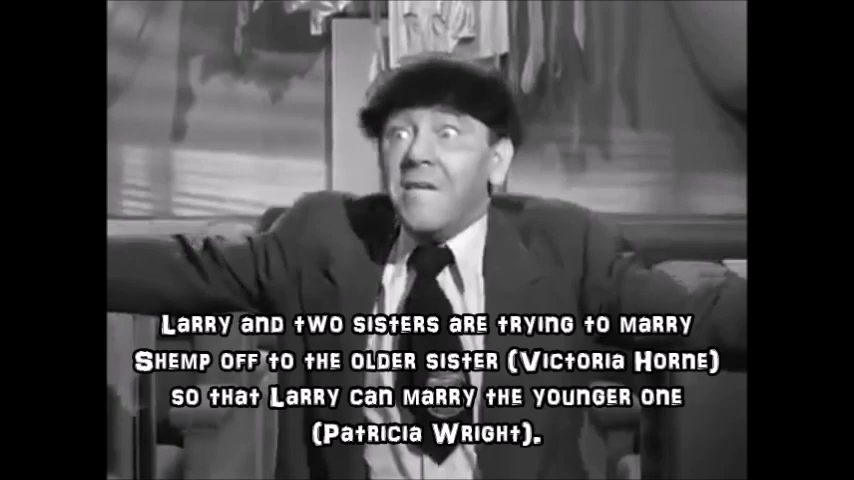 Larry and two sisters are trying to marry
Shemp off to the older sister (Victoria Horne)
so that Larry can marry the younger one
(Patricia Wright).